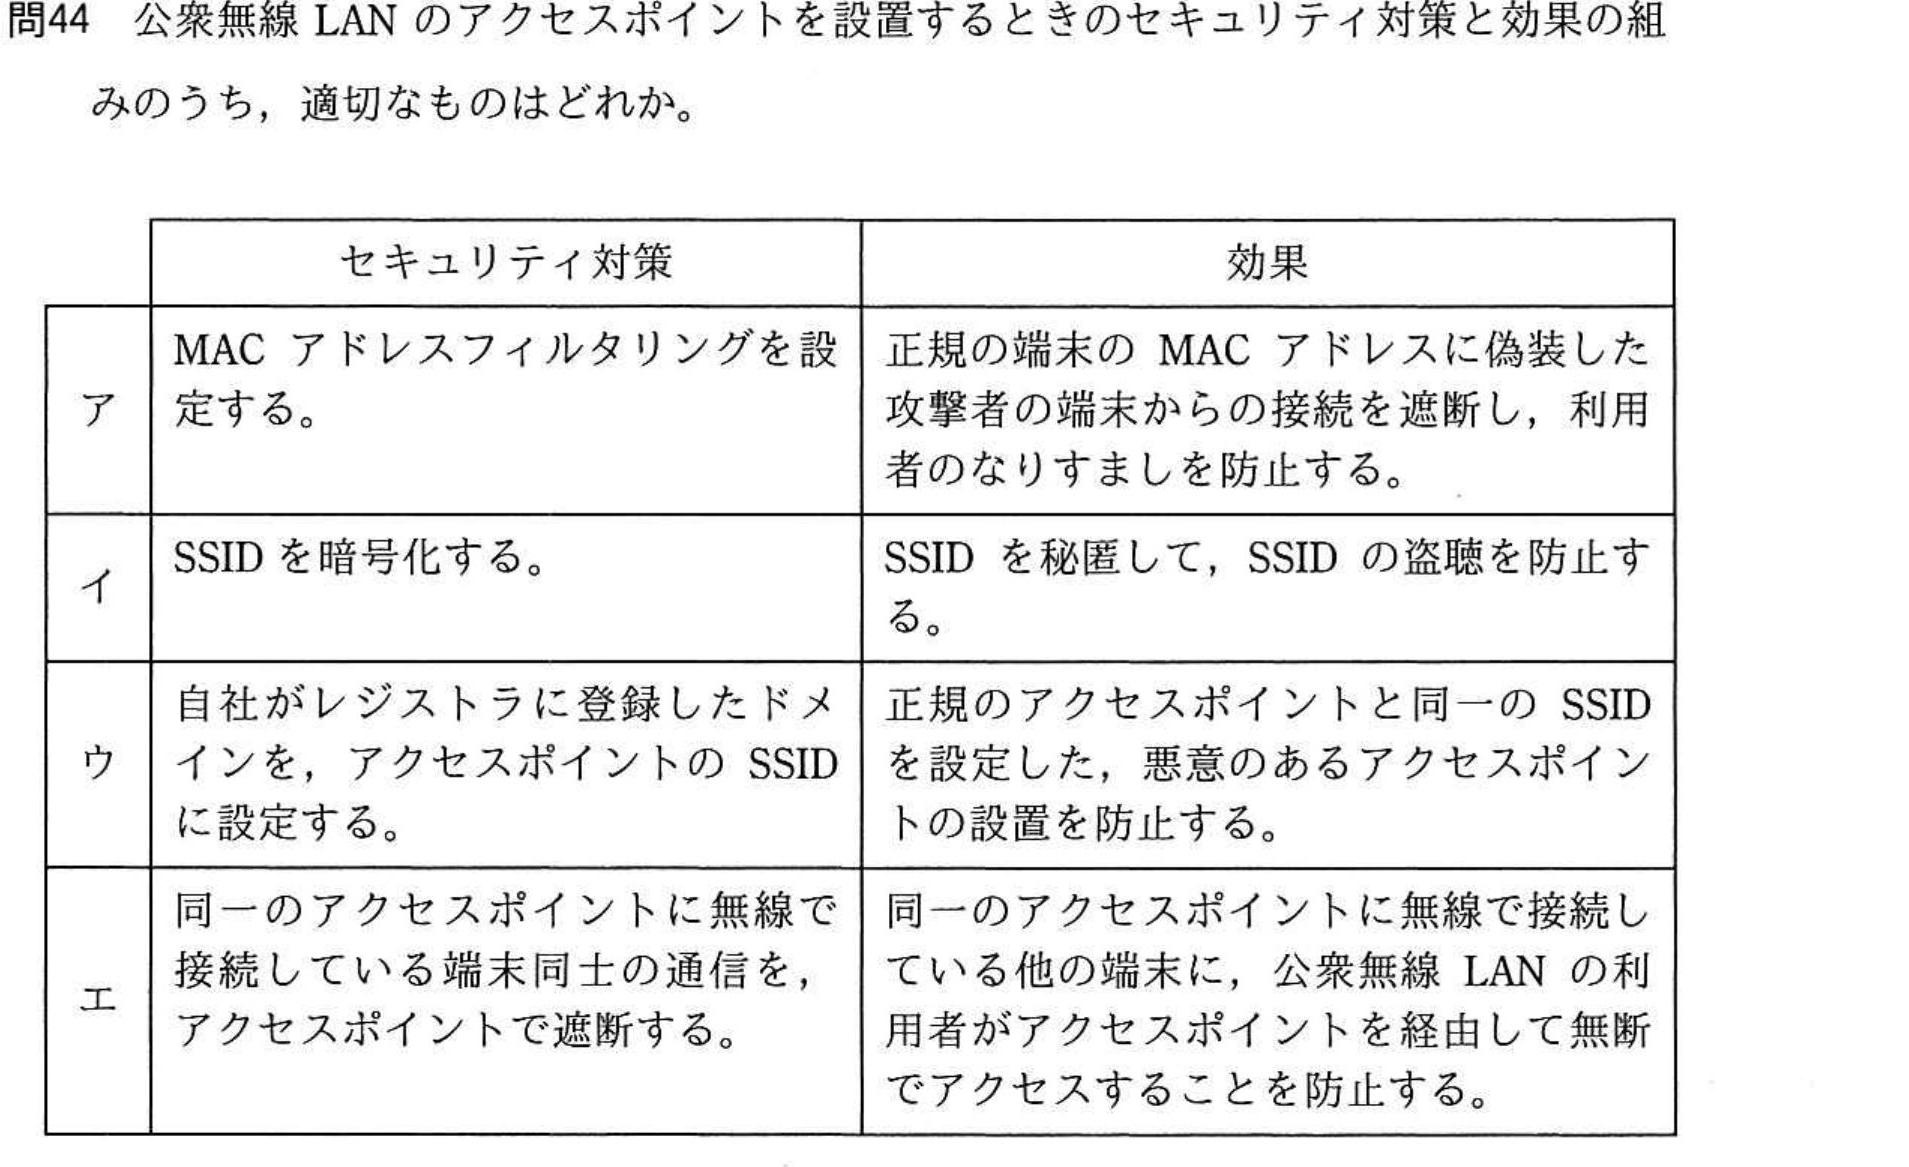 問44 公衆無線 LAN のアクセスポイントを設置するときのセキュリティ対策と効果の組
みのうち，適切なものはどれか。
セキュリティ対策
効果
ア
MAC アドレスフィルタリングを設
定する。
正規の端末の MAC アドレスに偽装した
攻撃者の端末からの接続を遮断し，利用
者のなりすましを防止する。
イ
SSID を暗号化する。
SSID を秘匿して，SSID の盗聴を防止す
る。
ウ
自社がレジストラに登録したドメ
インを，アクセスポイントの SSID
に設定する。
正規のアクセスポイントと同一の SSID
を設定した，悪意のあるアクセスポイン
トの設置を防止する。
エ
同一のアクセスポイントに無線で
接続している端末同士の通信を，
アクセスポイントで遮断する。
同一のアクセスポイントに無線で接続し
ている他の端末に，公衆無線 LAN の利
用者がアクセスポイントを経由して無断
でアクセスすることを防止する。